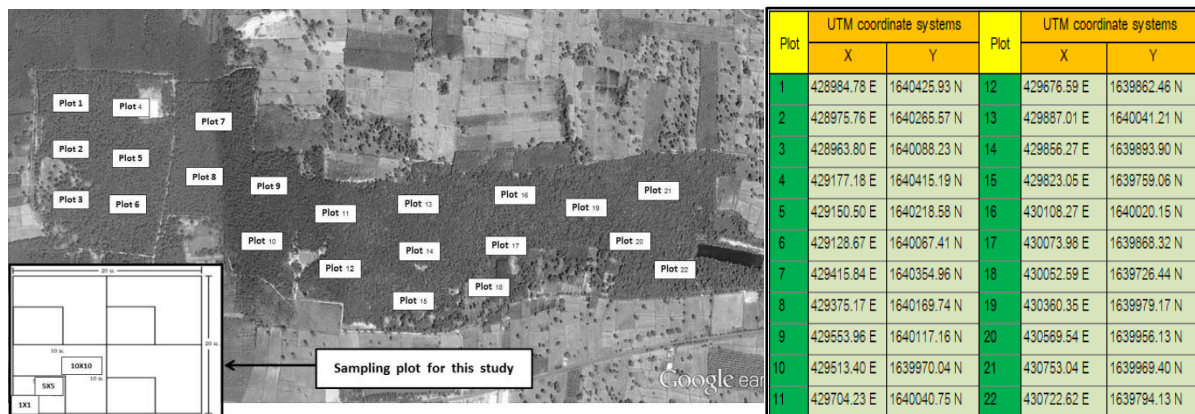 Plot 1
Plot 4
Plot 7
Plot 2
Plot 5
Plot 3
Plot 6
Plot 8
Plot 9
Plot 10
Plot 11
Plot 12
Plot 13
Plot 14
Plot 15
Plot 16
Plot 17
Plot 18
Plot 19
Plot 20
Plot 21
Plot 22
20 ม.
20 ม.
10 ม.
10X10
10 ม.
5X5
1X1
Sampling plot for this study
Google ear
Plot UTM coordinate systems Plot UTM coordinate systems
X Y X Y
1 428984.78 E 1640425.93 N 12 429676.59 E 1639862.46 N
2 428975.76 E 1640265.57 N 13 429887.01 E 1640041.21 N
3 428963.80 E 1640088.23 N 14 429856.27 E 1639893.90 N
4 429177.18 E 1640415.19 N 15 429823.05 E 1639759.06 N
5 429150.50 E 1640218.58 N 16 430108.27 E 1640020.15 N
6 429128.67 E 1640067.41 N 17 430073.98 E 1639868.32 N
7 429415.84 E 1640354.96 N 18 430052.59 E 1639726.44 N
8 429375.17 E 1640169.74 N 19 430360.35 E 1639979.17 N
9 429553.96 E 1640117.16 N 20 430569.54 E 1639956.13 N
10 429513.40 E 1639970.04 N 21 430753.04 E 1639969.40 N
11 429704.23 E 1640040.75 N 22 430722.62 E 1639794.13 N